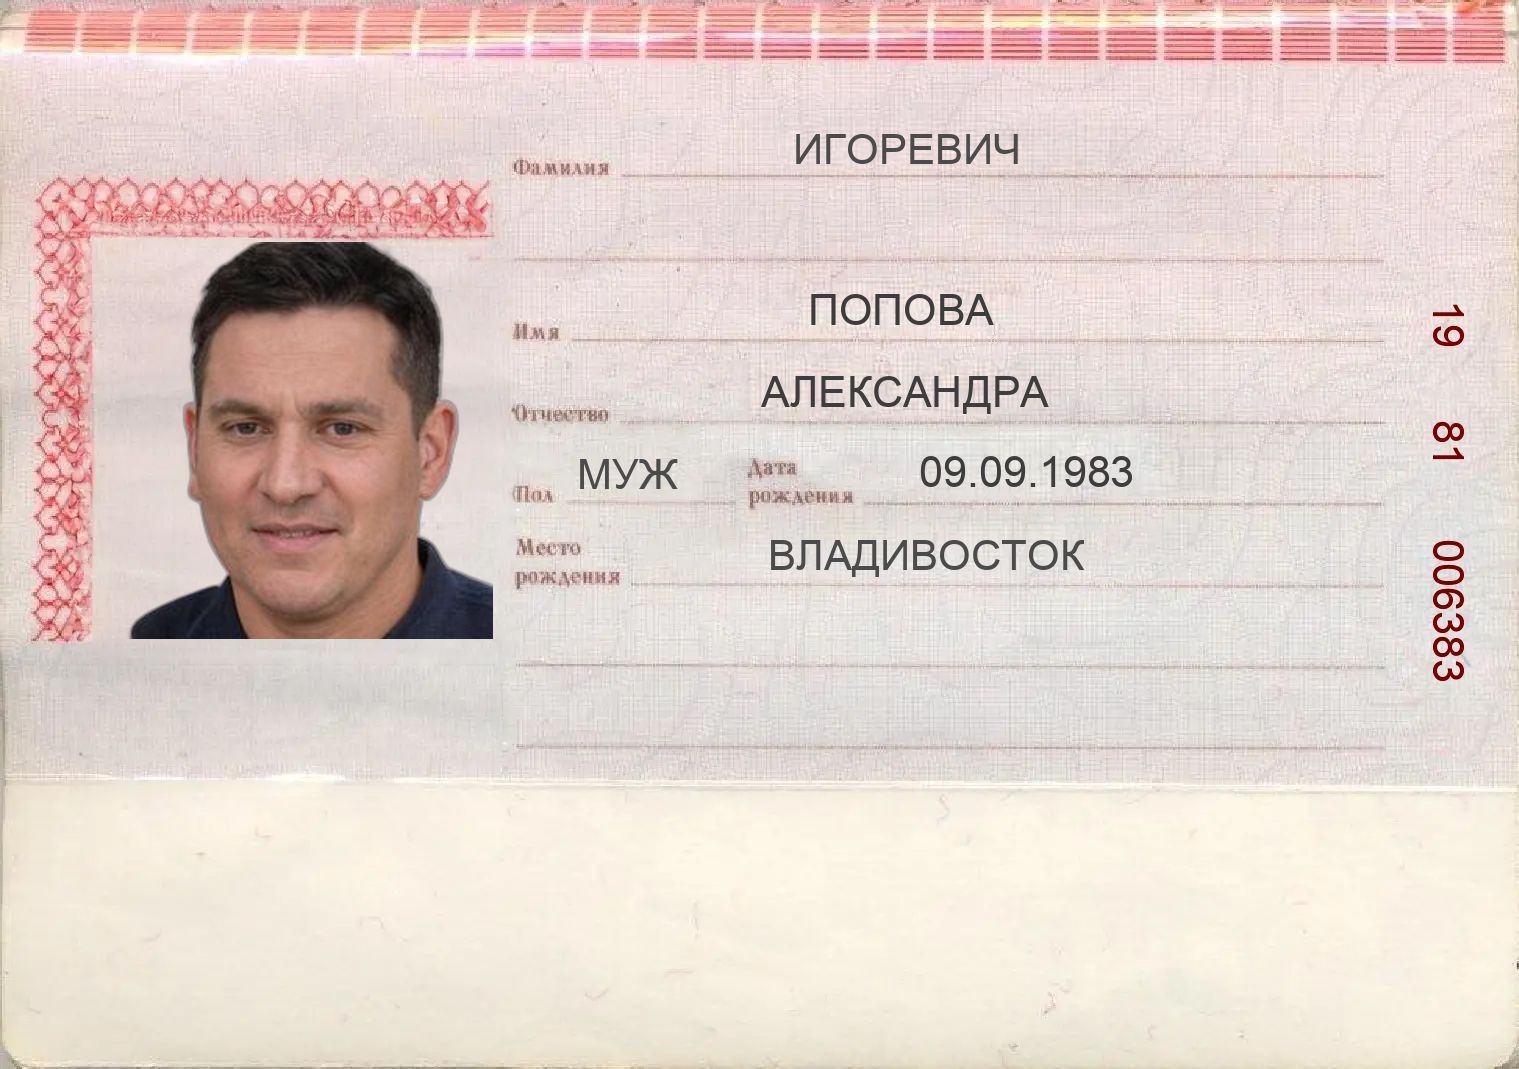 Фамилия ИГОРЕВИЧ
Имя ПОПОВА
Отчество АЛЕКСАНДРА
Пол МУЖ Дата рождения 09.09.1983
Место рождения ВЛАДИВОСТОК
19 81 006383